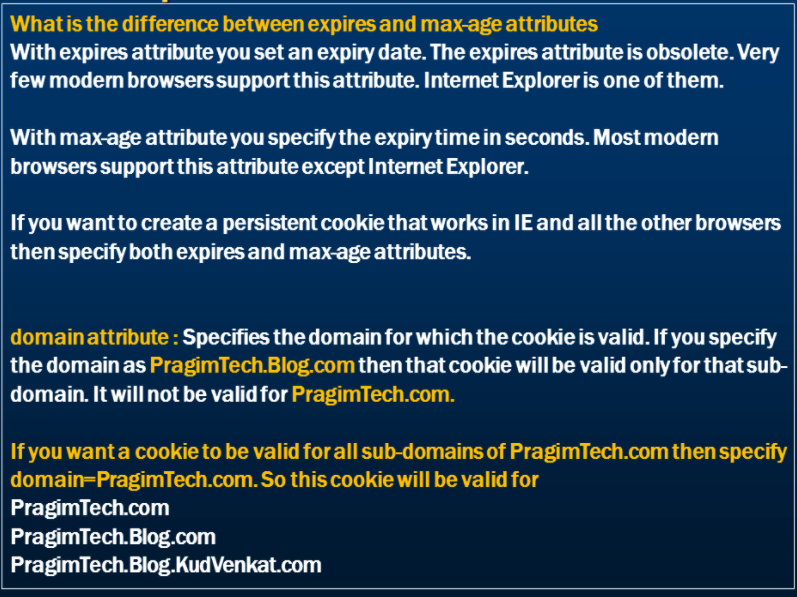 What is the difference between expires and max-age attributes
With expires attribute you set an expiry date. The expires attribute is obsolete. Very
few modern browsers support this attribute. Internet Explorer is one of them.
With max-age attribute you specify the expiry time in seconds. Most modern
browsers support this attribute except Internet Explorer.
If you want to create a persistent cookie that works in IE and all the other browsers
then specify both expires and max-age attributes.
domain attribute : Specifies the domain for which the cookie is valid. If you specify
the domain as PragimTech.Blog.com then that cookie will be valid only for that sub-
domain. It will not be valid for PragimTech.com.
If you want a cookie to be valid for all sub-domains of PragimTech.com then specify
domain=PragimTech.com. So this cookie will be valid for
PragimTech.com
PragimTech.Blog.com
PragimTech.Blog.KudVenkat.com